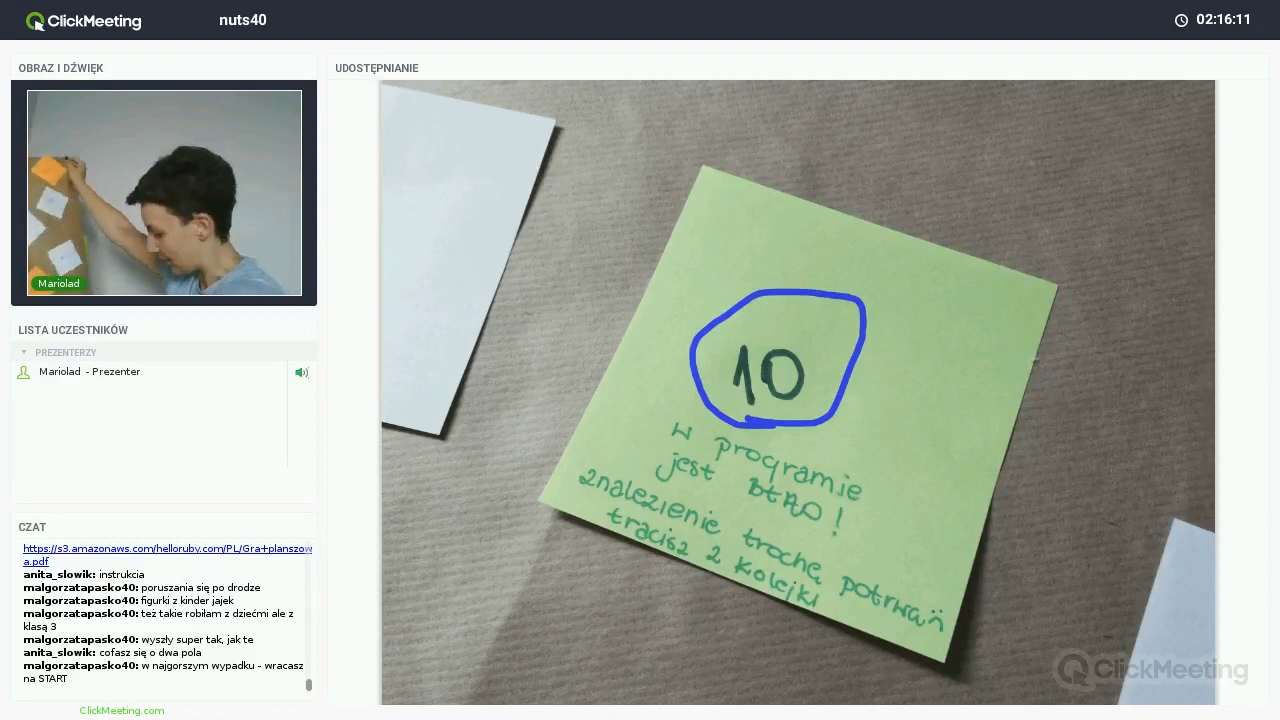 ClickMeeting
nuts40
02:16:11
OBRAZ I DŹWIĘK
UDOSTĘPNIANIE
Mariolad
LISTA UCZESTNIKÓW
PREZENTERZY
Mariolad - Prezenter
CZAT
https://s3.amazonaws.com/helloruby.com/PL/Gra+planszow
a.pdf
anita_slowik: instrukcja
malgorzatapasko40: poruszania się po drodze
malgorzatapasko40: figurki z kinder jajek
malgorzatapasko40: też takie robiłam z dziećmi ale z
klasą 3
malgorzatapasko40: wyszły super tak, jak te
anita_slowik: cofasz się o dwa pola
malgorzatapasko40: w najgorszym wypadku - wracasz
na START
ClickMeeting.com
10
w programie
jest BŁĄD!
znalezienie trochę potrwa
tracisz 2 kolejki
ClickMeeting